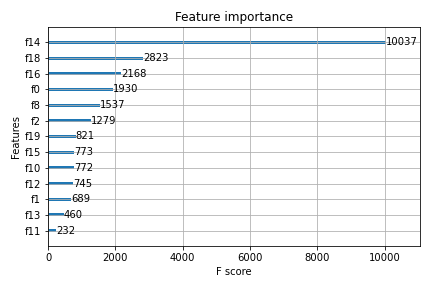 Feature importance
f14 10037
f18 2823
f16 2168
f0 1930
f8 1537
f2 1279
f19 821
f15 773
f10 772
f12 745
f1 689
f13 460
f11 232
Features
0 2000 4000 6000 8000 10000
F score